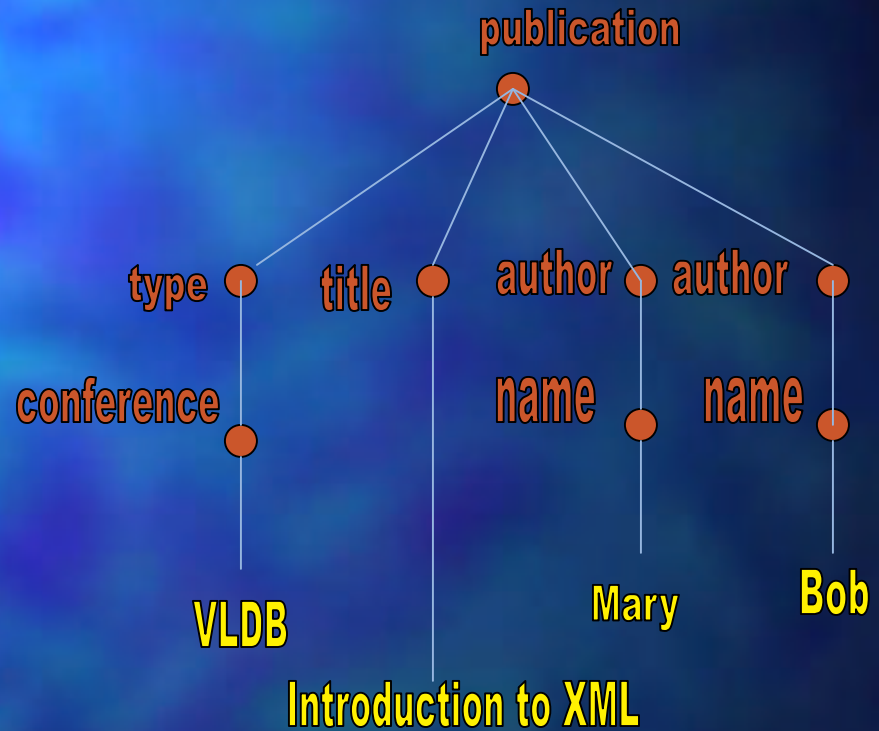 publication
type
title
author
author
conference
name
name
VLDB
Mary
Bob
Introduction to XML